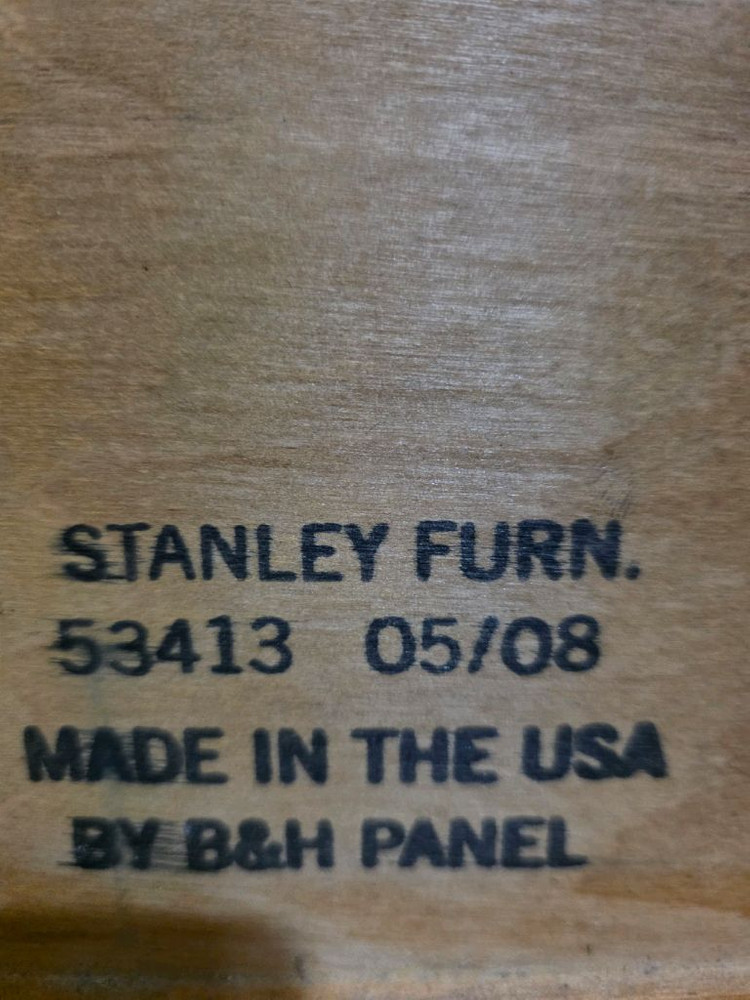 STANLEY FURN.
53413 05/08
MADE IN THE USA
BY B&H PANEL